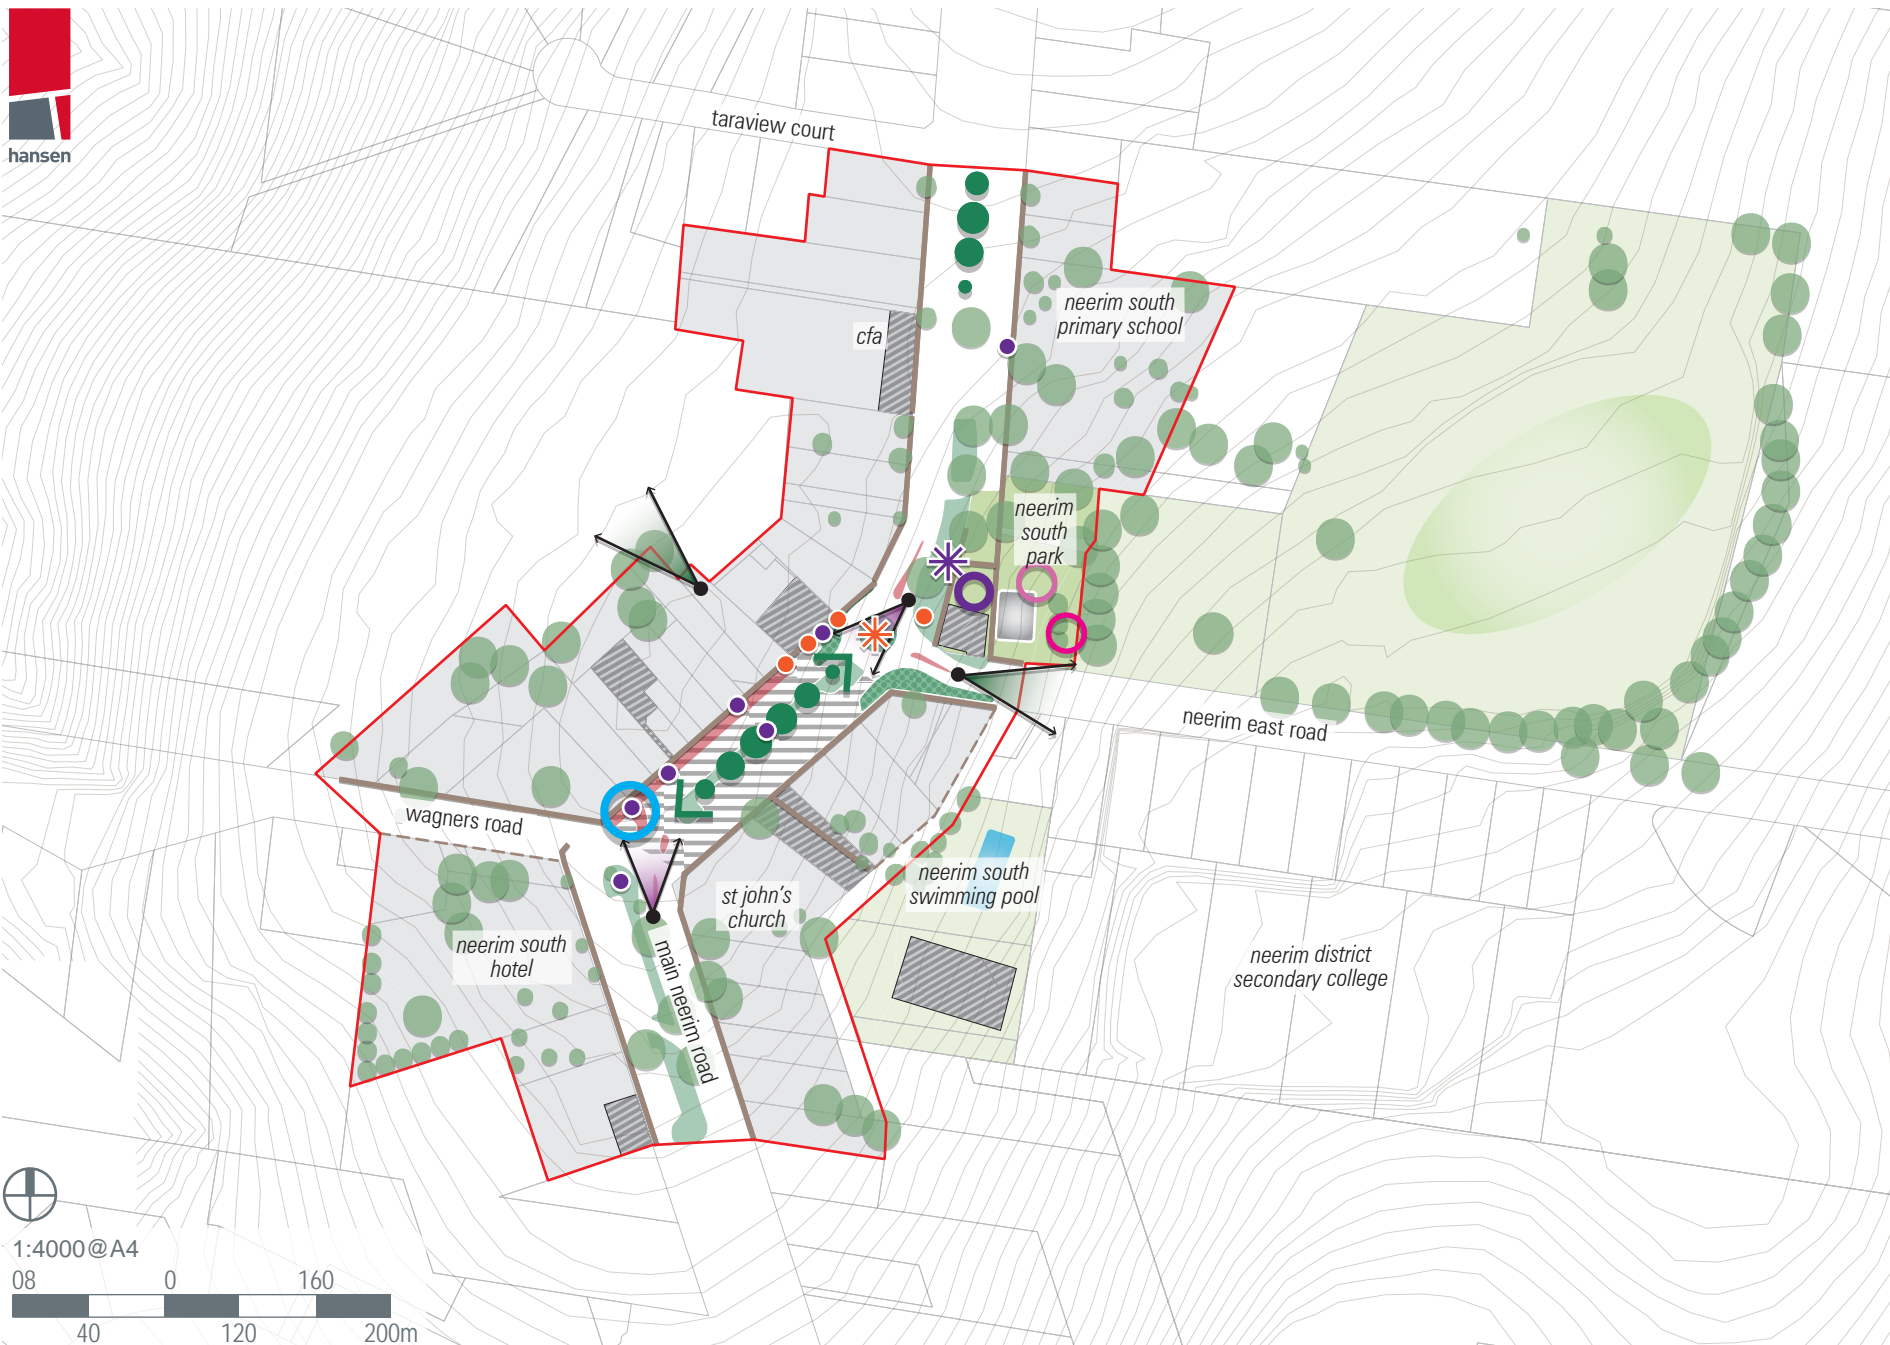 hansen
taraview court
neerim south
primary school
cfa
neerim
south
park
neerim east road
wagners road
neerim south
swimming pool
st john's
church
neerim south
hotel
main neerim road
neerim district
secondary college
1:4000@A4
08 0 160
40 120 200m